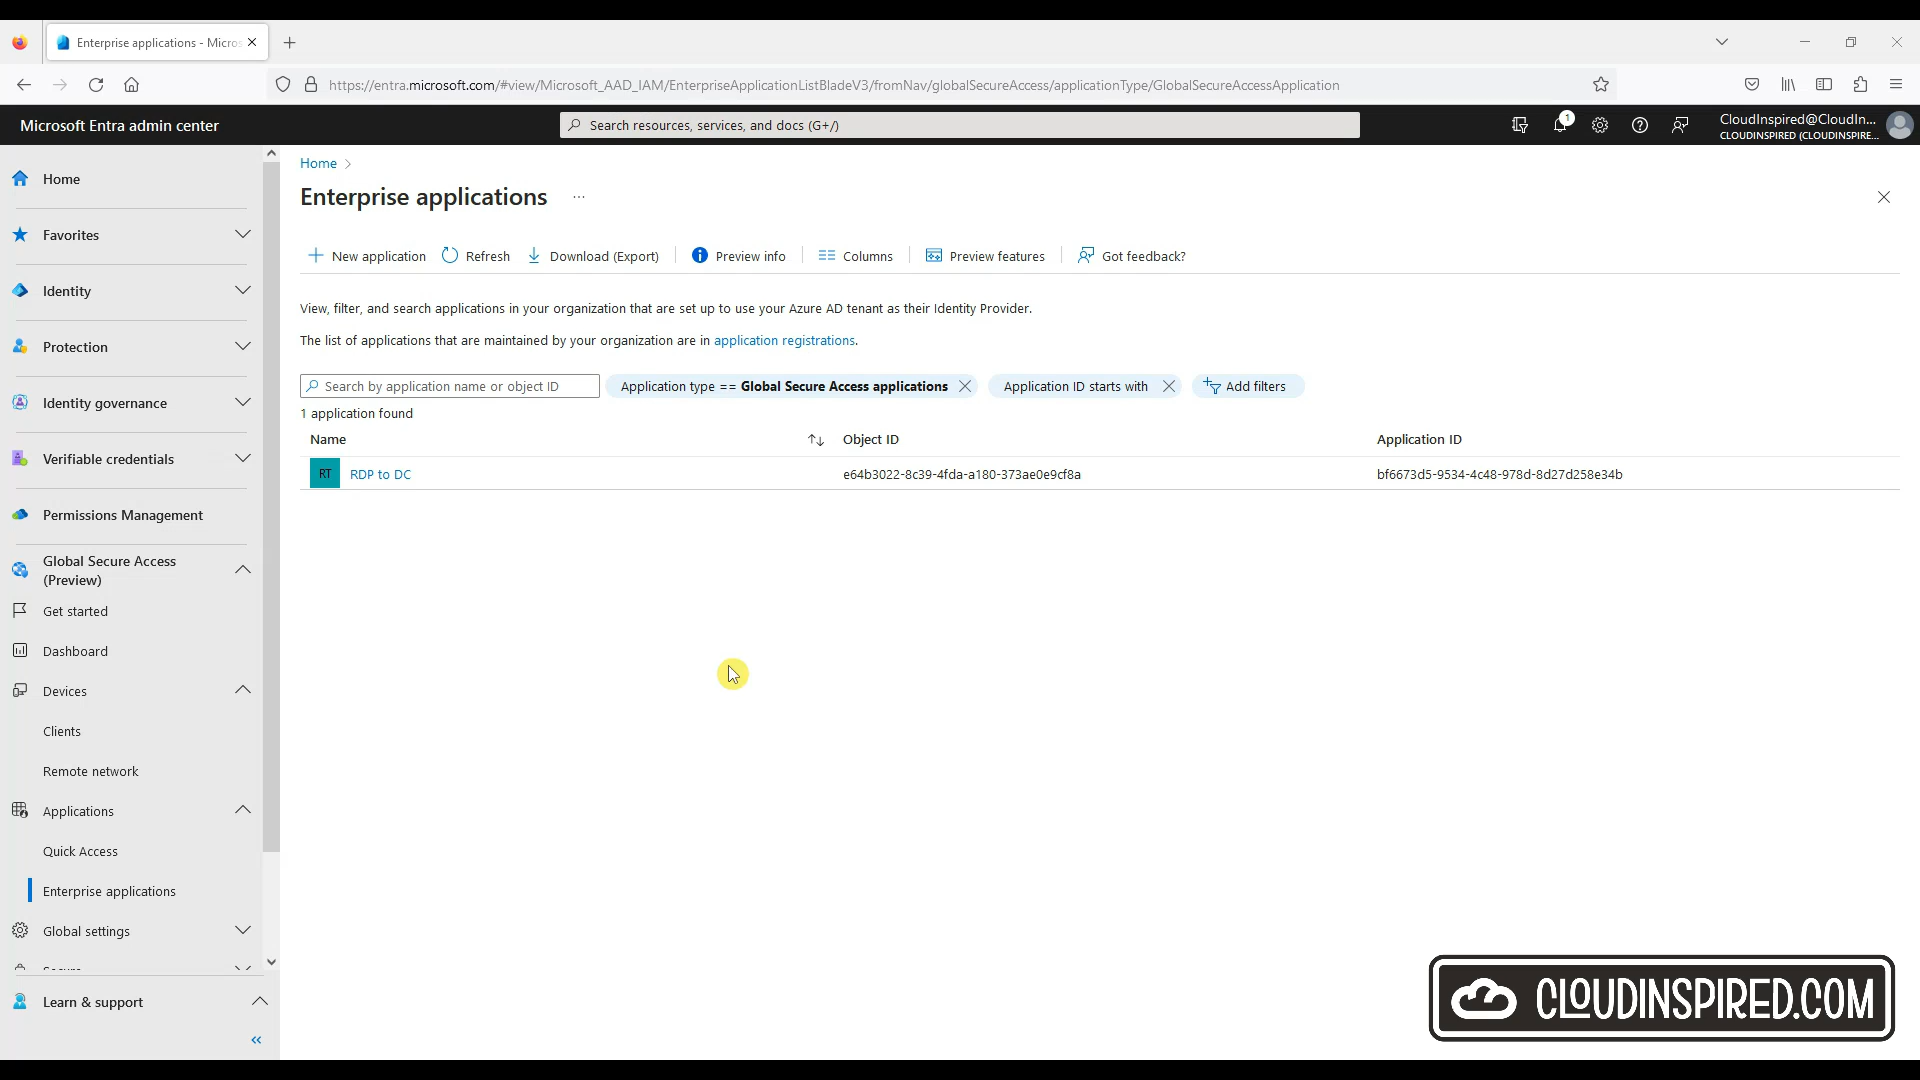 Enterprise applications - Micros
https://entra.microsoft.com/#view/Microsoft_AAD_IAM/EnterpriseApplicationListBladeV3/fromNav/globalSecureAccess/applicationType/GlobalSecureAccessApplication
Microsoft Entra admin center
Search resources, services, and docs (G+/)
1
CloudInspired@CloudIn...
CLOUDINSPIRED (CLOUDINSPIRE...
Home
Favorites
Identity
Protection
Identity governance
Verifiable credentials
Permissions Management
Global Secure Access
(Preview)
Get started
Dashboard
Devices
Clients
Remote network
Applications
Quick Access
Enterprise applications
Global settings
Secure
Learn & support
Home
Enterprise applications ...
New application Refresh Download (Export) Preview info Columns Preview features Got feedback?
View, filter, and search applications in your organization that are set up to use your Azure AD tenant as their Identity Provider.
The list of applications that are maintained by your organization are in application registrations.
Search by application name or object ID Application type == Global Secure Access applications Application ID starts with Add filters
1 application found
Name Object ID Application ID
RT RDP to DC e64b3022-8c39-4fda-a180-373ae0e9cf8a bf6673d5-9534-4c48-978d-8d27d258e34b
CLOUDINSPIRED.COM